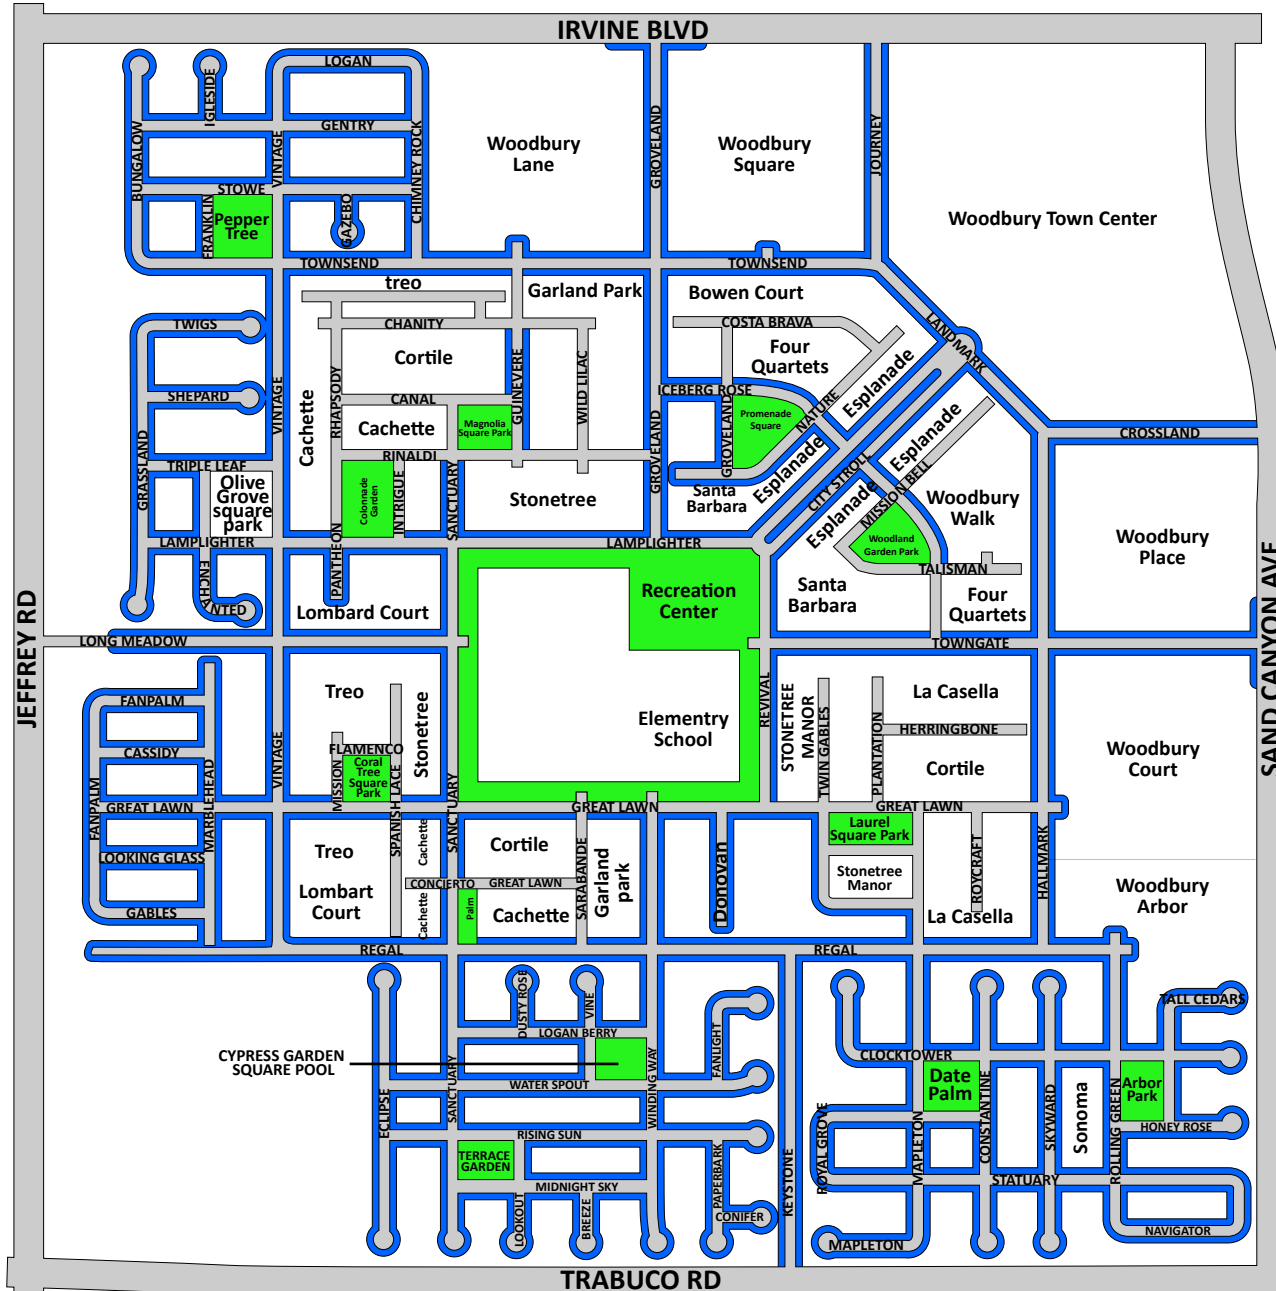 IRVINE BLVD
LOGAN
IGLESIDE
GENTRY
BUNGALOW
VINTAGE
CHIMNEY ROCK
Woodbury
Lane
GROVELAND
Woodbury
Square
JOURNEY
STOWE
FRANKLIN
Pepper
Tree
GAZEBO
Woodbury Town Center
TOWNSEND
TOWNSEND
treo
Garland Park
Bowen Court
TWIGS
CHANITY
COSTA BRAVA
LANDMARK
Cortile
Four
Quartets
Esplanade
VINTAGE
SHEPARD
Cachette
RHAPSODY
CANAL
GUINEVERE
WILD LILAC
ICEBERG ROSE
GROVELAND
GROVELAND
Promenade
Square
NATURE
Cachette
Magnolia
Square Park
Esplanade
CROSSLAND
GRASSLAND
TRIPLE LEAF
RINALDI
Esplanade
CITY STROLL
MISSION BELL
Olive
Grove
square
park
Colonnade
Garden
INTRIGUE
SANCTUARY
Stonetree
Santa
Barbara
Esplanade
Woodbury
Walk
LAMPLIGHTER
PANTHEON
LAMPLIGHTER
Woodland
Garden Park
Woodbury
Place
ENCHANTED
Lombard Court
Recreation
Center
Santa
Barbara
TALISMAN
Four
Quartets
JEFFREY RD
LONG MEADOW
TOWNGATE
SAND CANYON AVE
FANPALM
Treo
Stonetree
REVIVAL
STONETREE
MANOR
TWIN GABLES
PLANTATION
La Casella
HERRINGBONE
Elementry
School
CASSIDY
VINTAGE
FLAMENCO
MISSION
Coral
Tree
Square
Park
SPANISH LACE
Cortile
Woodbury
Court
FANPALM
MARBLEHEAD
GREAT LAWN
SANCTUARY
GREAT LAWN
GREAT LAWN
LOOKING GLASS
Treo
Cachette
Cortile
SARABANDE
Garland
park
Donovan
Laurel
Square Park
ROYCRAFT
HALLMARK
Lombart
Court
CONCIERTO
GREAT LAWN
Stonetree
Manor
Woodbury
Arbor
GABLES
Cachette
Palm
Cachette
La Casella
REGAL
REGAL
DUSTY ROSE
VINE
LOGAN BERRY
FANLIGHT
TALL CEDARS
CYPRESS GARDEN
SQUARE POOL
CLOCKTOWER
WATER SPOUT
ECLIPSE
SANCTUARY
WINDING WAY
Date
Palm
CONSTANTINE
SKYWARD
Sonoma
ROLLING GREEN
Arbor
Park
RISING SUN
ROYAL GROVE
MAPLETON
HONEY ROSE
TERRACE
GARDEN
MIDNIGHT SKY
PAPERBARK
KEYSTONE
STATUARY
LOOKOUT
BREEZE
CONIFER
MAPLETON
NAVIGATOR
TRABUCO RD